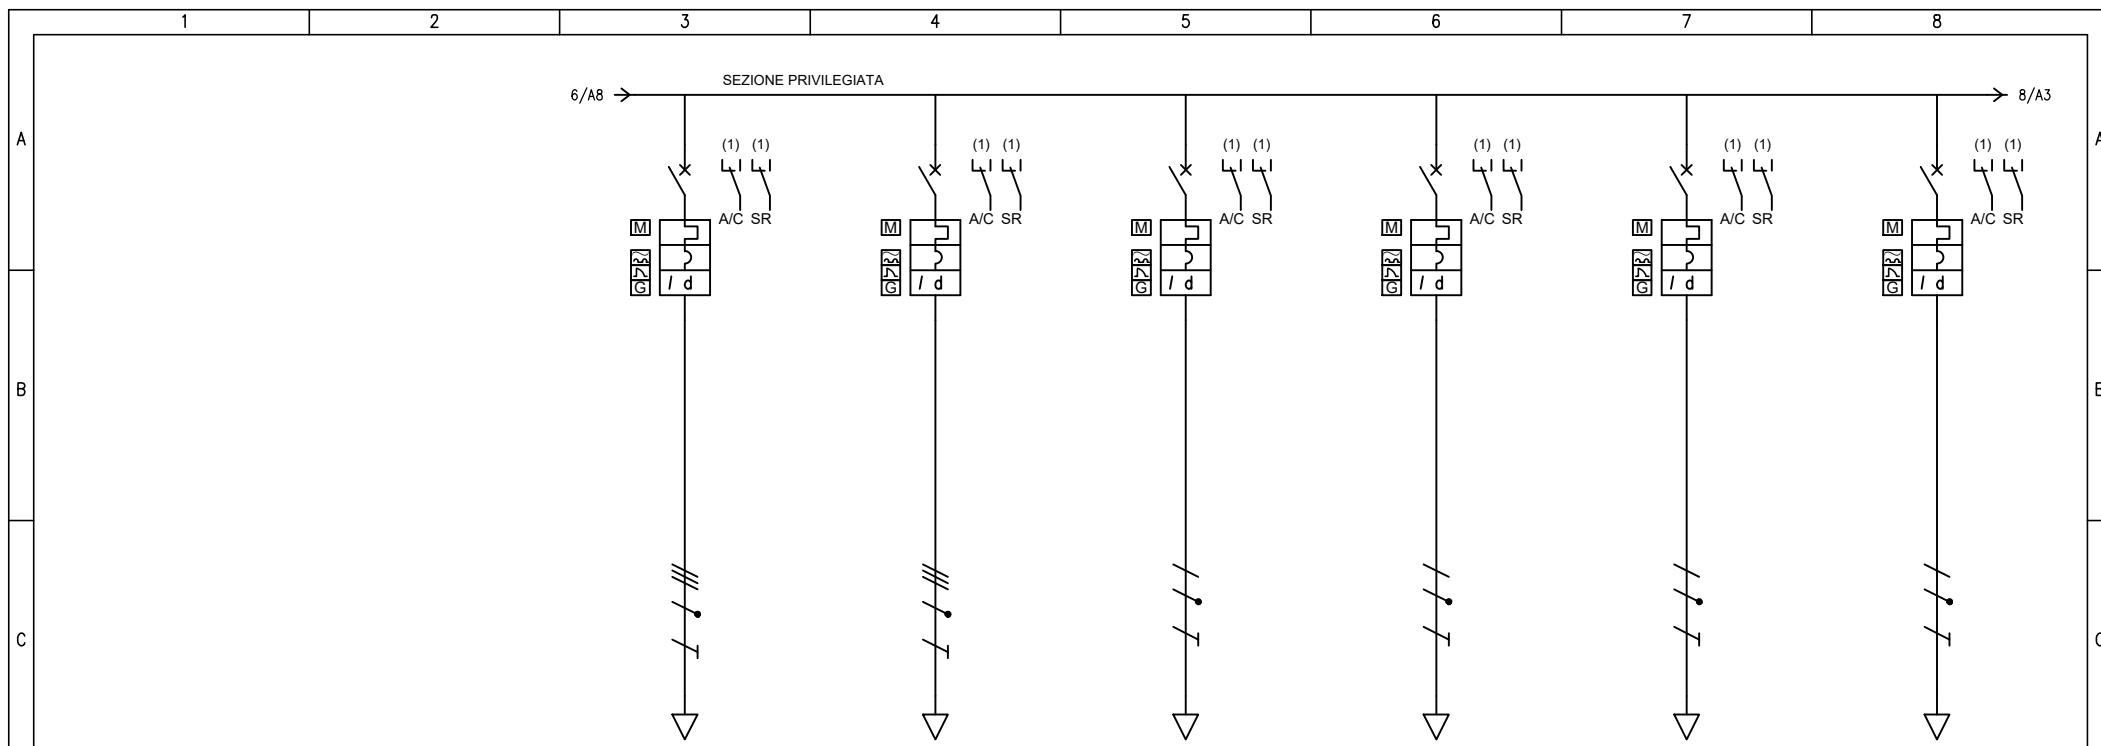 1 2 3 4 5 6 7 8
SEZIONE PRIVILEGIATA
6/A8 8/A3
A A
(1) (1) (1) (1) (1) (1) (1) (1) (1) (1) (1) (1)
A/C SR A/C SR A/C SR A/C SR A/C SR A/C SR
M M M M M M
G I d G I d G I d G I d G I d G I d
B B
C C